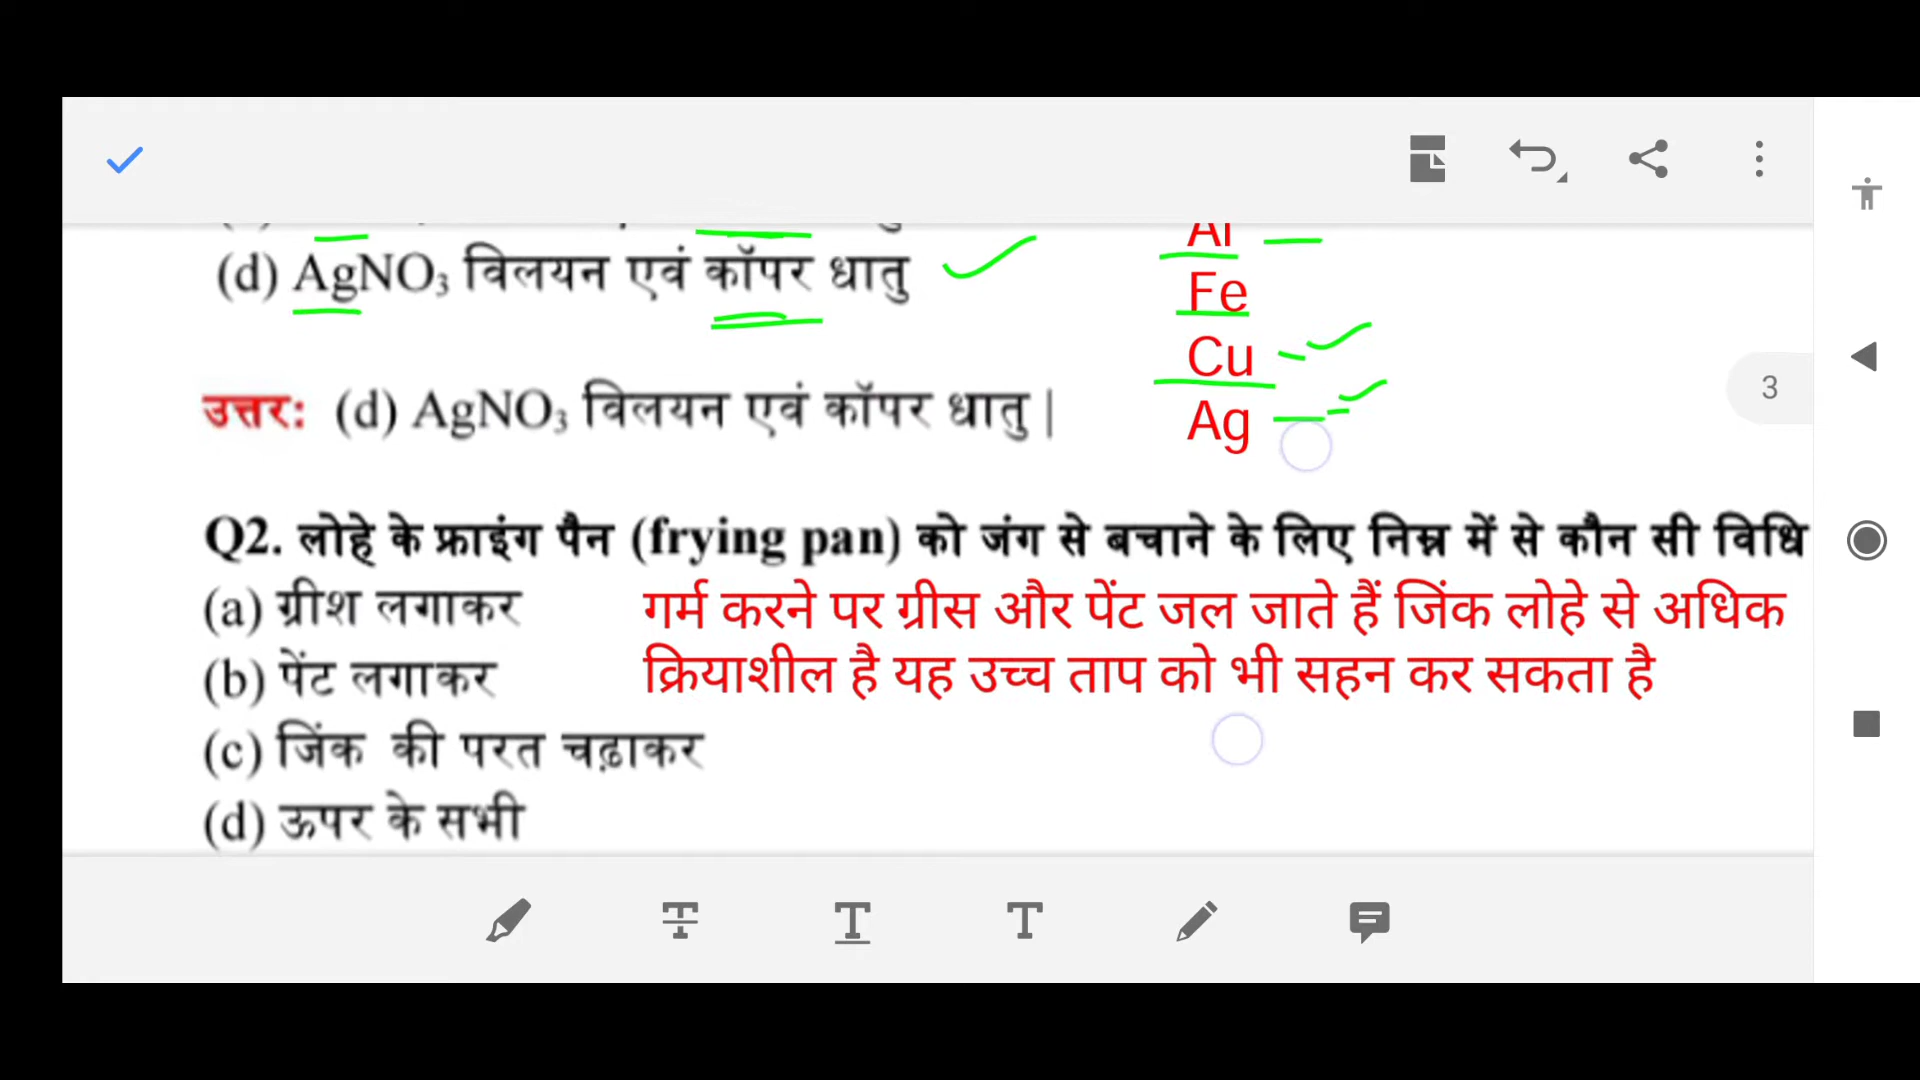 Al
(d) AgNO₃ विलयन एवं कॉपर धातु
Fe
Cu
उत्तर: (d) AgNO₃ विलयन एवं कॉपर धातु |
Ag
3
Q2. लोहे के फ्राइंग पैन (frying pan) को जंग से बचाने के लिए निम्न में से कौन सी विधि
(a) ग्रीश लगाकर
गर्म करने पर ग्रीस और पेंट जल जाते हैं जिंक लोहे से अधिक
(b) पेंट लगाकर
क्रियाशील है यह उच्च ताप को भी सहन कर सकता है
(c) जिंक की परत चढ़ाकर
(d) ऊपर के सभी